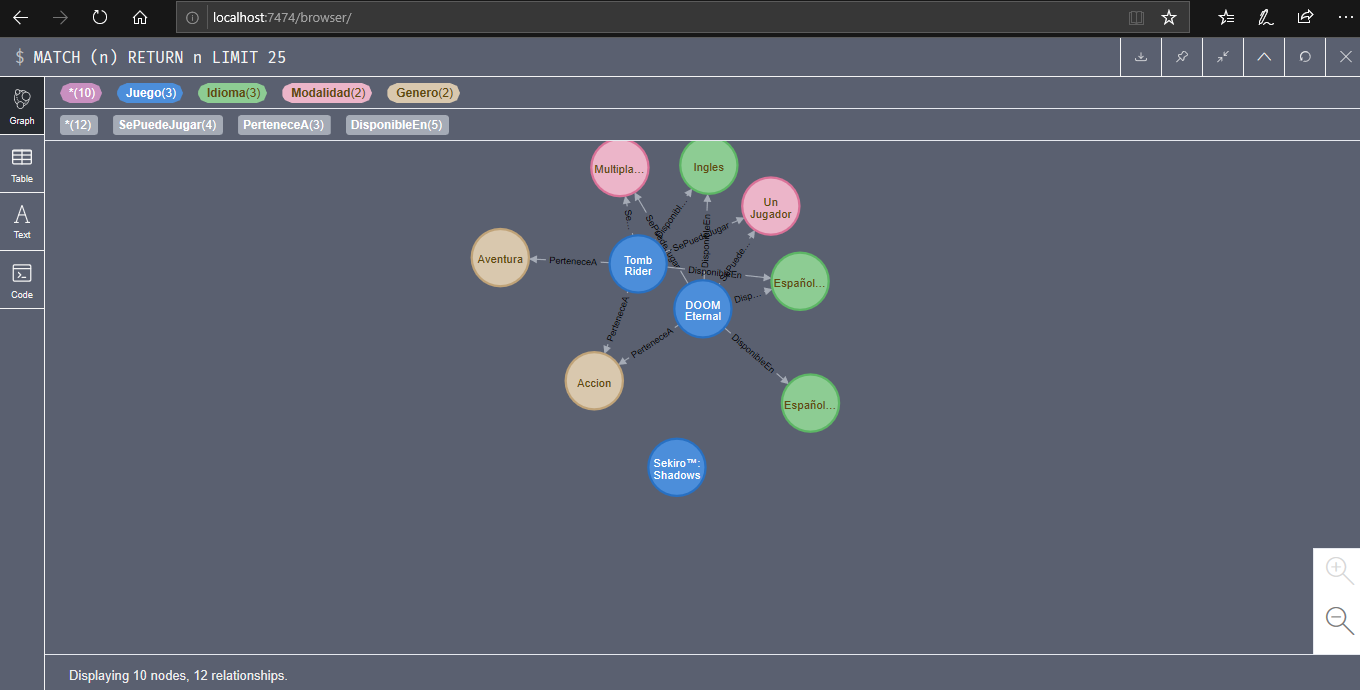 localhost:7474/browser/
$ MATCH (n) RETURN n LIMIT 25
*(10) Juego(3) Idioma(3) Modalidad(2) Genero(2)
*(12) SePuedeJugar(4) PerteneceA(3) DisponibleEn(5)
Graph
Table
Text
Code
Multipla...
Ingles
Un
Jugador
Se...
SePuedeJugar
Disponibl...
DisponibleEn
SePuedeJugar
SePuede...
Aventura
PerteneceA
Tomb
Rider
DisponibleEn
Español...
DOOM
Eternal
Disp...
PerteneceA
PerteneceA
DisponibleEn
Accion
Español...
Sekiro™:
Shadows
Displaying 10 nodes, 12 relationships.